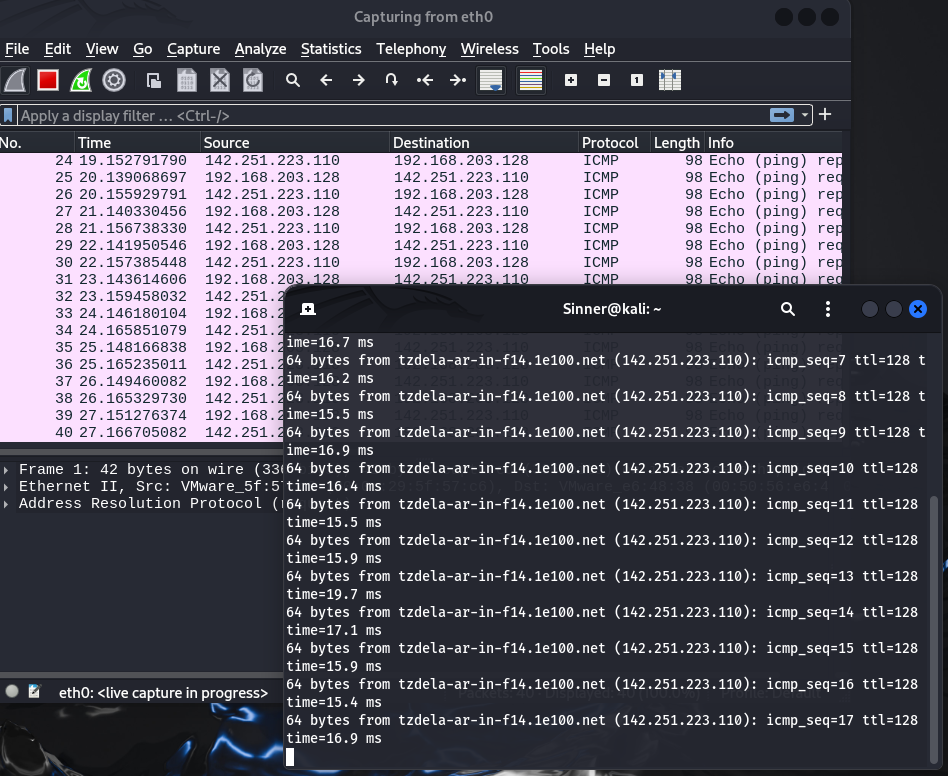 Capturing from eth0
File Edit View Go Capture Analyze Statistics Telephony Wireless Tools Help
Apply a display filter … <Ctrl-/>
No. Time Source Destination Protocol Length Info
24 19.152791790 142.251.223.110 192.168.203.128 ICMP 98 Echo (ping) rep
25 20.139068697 192.168.203.128 142.251.223.110 ICMP 98 Echo (ping) req
26 20.155929791 142.251.223.110 192.168.203.128 ICMP 98 Echo (ping) rep
27 21.140330456 192.168.203.128 142.251.223.110 ICMP 98 Echo (ping) req
28 21.156738330 142.251.223.110 192.168.203.128 ICMP 98 Echo (ping) rep
29 22.141950546 192.168.203.128 142.251.223.110 ICMP 98 Echo (ping) req
30 22.157385448 142.251.223.110 192.168.203.128 ICMP 98 Echo (ping) rep
31 23.143614606 192.168.203.128 142.251.223.110 ICMP 98 Echo (ping) req
32 23.159458032 142.251.2
33 24.146180104 192.168.2
34 24.165851079 142.251.2
35 25.148166838 192.168.2
36 25.165235011 142.251.2
37 26.149460082 192.168.2
38 26.165329730 142.251.2
39 27.151276374 192.168.2
40 27.166705082 142.251.2
Frame 1: 42 bytes on wire (336
Ethernet II, Src: VMware_5f:57
Address Resolution Protocol (r
eth0: <live capture in progress>
Sinner@kali: ~
ime=16.7 ms
64 bytes from tzdela-ar-in-f14.1e100.net (142.251.223.110): icmp_seq=7 ttl=128 t
ime=16.2 ms
64 bytes from tzdela-ar-in-f14.1e100.net (142.251.223.110): icmp_seq=8 ttl=128 t
ime=15.5 ms
64 bytes from tzdela-ar-in-f14.1e100.net (142.251.223.110): icmp_seq=9 ttl=128 t
ime=16.9 ms
64 bytes from tzdela-ar-in-f14.1e100.net (142.251.223.110): icmp_seq=10 ttl=128
time=16.4 ms
64 bytes from tzdela-ar-in-f14.1e100.net (142.251.223.110): icmp_seq=11 ttl=128
time=15.5 ms
64 bytes from tzdela-ar-in-f14.1e100.net (142.251.223.110): icmp_seq=12 ttl=128
time=15.9 ms
64 bytes from tzdela-ar-in-f14.1e100.net (142.251.223.110): icmp_seq=13 ttl=128
time=19.7 ms
64 bytes from tzdela-ar-in-f14.1e100.net (142.251.223.110): icmp_seq=14 ttl=128
time=17.1 ms
64 bytes from tzdela-ar-in-f14.1e100.net (142.251.223.110): icmp_seq=15 ttl=128
time=15.9 ms
64 bytes from tzdela-ar-in-f14.1e100.net (142.251.223.110): icmp_seq=16 ttl=128
time=15.4 ms
64 bytes from tzdela-ar-in-f14.1e100.net (142.251.223.110): icmp_seq=17 ttl=128
time=16.9 ms